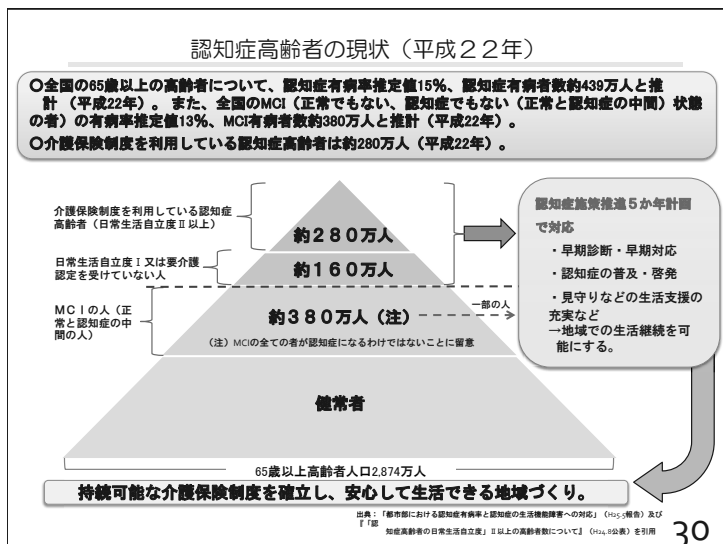 認知症高齢者の現状（平成２２年）
○全国の65歳以上の高齢者について、認知症有病率推定値15%、認知症有病者数約439万人と推
計 （平成22年）。 また、全国のMCI（正常でもない、認知症でもない（正常と認知症の中間）状態
の者）の有病率推定値13%、MCI有病者数約380万人と推計（平成22年）。
○介護保険制度を利用している認知症高齢者は約280万人（平成22年）。
介護保険制度を利用している認知症
高齢者（日常生活自立度Ⅱ以上）
約２８０万人
日常生活自立度Ⅰ又は要介護
認定を受けていない人
約１６０万人
ＭＣＩの人（正
常と認知症の中
間の人）
約３８０万人（注）
一部の人
（注）MCIの全ての者が認知症になるわけではないことに留意
健常者
認知症施策推進５か年計画
で対応
・早期診断・早期対応
・認知症の普及・啓発
・見守りなどの生活支援の
充実など
→地域での生活継続を可
能にする。
65歳以上高齢者人口2,874万人
持続可能な介護保険制度を確立し、安心して生活できる地域づくり。
出典：「都市部における認知症有病率と認知症の生活機能障害への対応」（H25.5報告）及び
『「認
知症高齢者の日常生活自立度」Ⅱ以上の高齢者数について』（H24.8公表）を引用
30